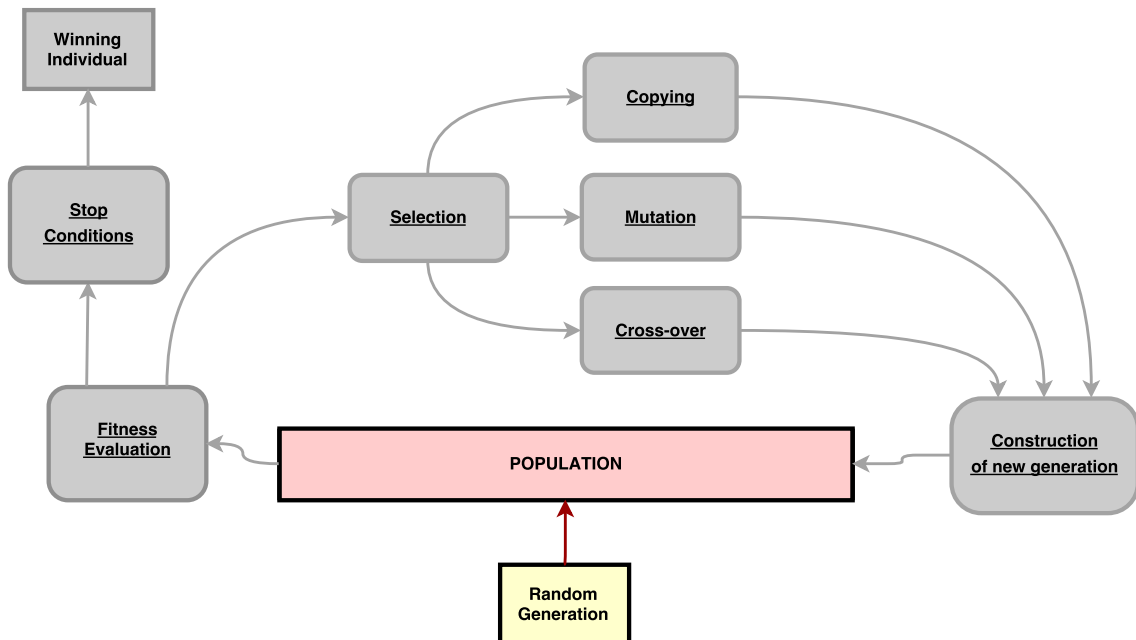 Winning
Individual
Copying
Stop
Conditions
Selection
Mutation
Cross-over
Fitness
Evaluation
POPULATION
Construction
of new generation
Random
Generation